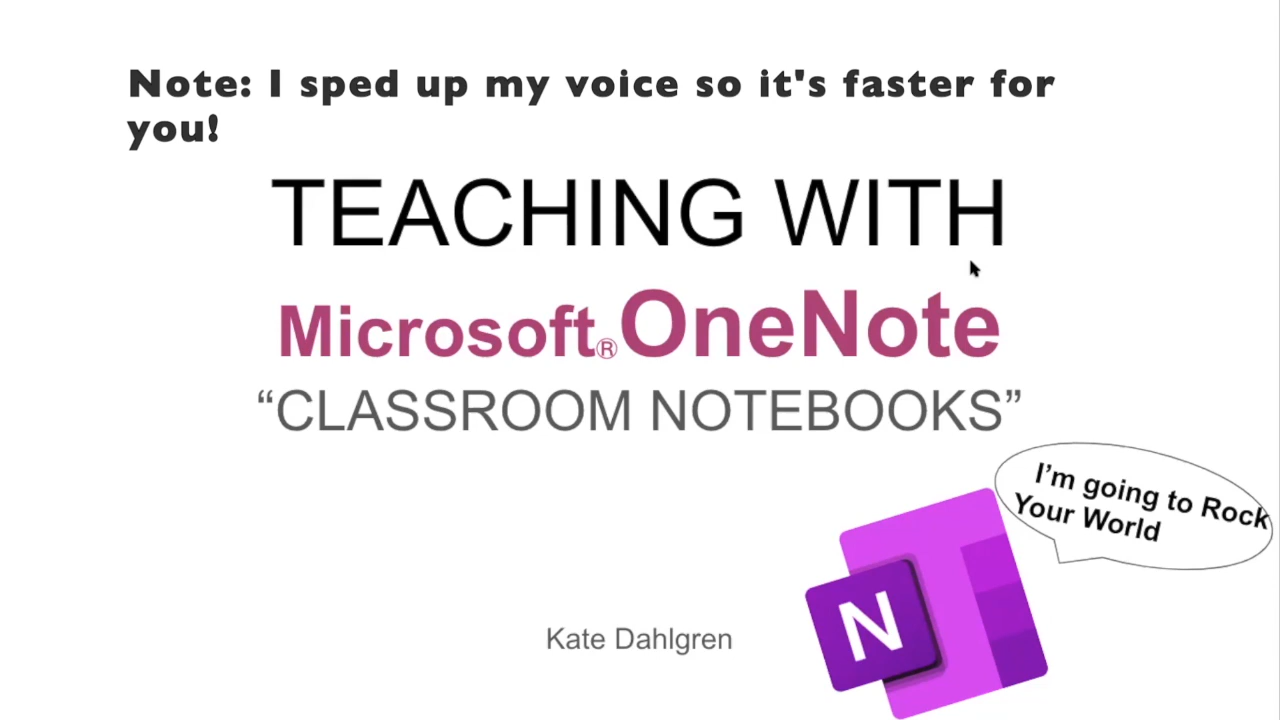 Note: I sped up my voice so it's faster for
you!
TEACHING WITH
Microsoft® OneNote
“CLASSROOM NOTEBOOKS”
I’m going to Rock
Your World
N
Kate Dahlgren